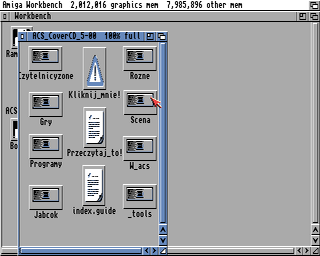 Amiga Workbench 2,012,016 graphics mem 7,985,896 other mem
Workbench
ACS_CoverCD_5-00 100% full
Ram
ACS
Bo
Czytelniczone
Kliknij_mnie!
Rozne
Gry
Przeczytaj_to!
Scena
Programy
W_acs
Jabcok
index.guide
_tools